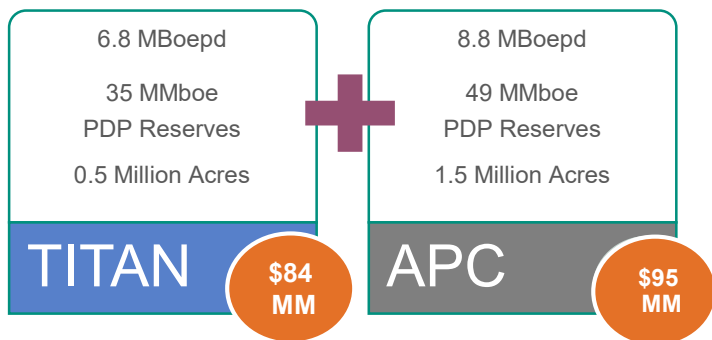 6.8 MBoepd
35 MMboe
PDP Reserves
0.5 Million Acres
TITAN
$84
MM
8.8 MBoepd
49 MMboe
PDP Reserves
1.5 Million Acres
APC
$95
MM